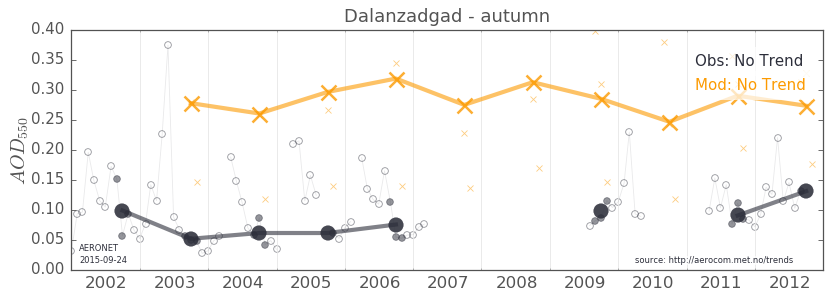 Dalanzadgad - autumn
0.40
0.35
0.30
0.25
0.20
0.15
0.10
0.05
0.00
AOD550
Obs: No Trend
Mod: No Trend
AERONET
2015-09-24
source: http://aerocom.met.no/trends
2002 2003 2004 2005 2006 2007 2008 2009 2010 2011 2012